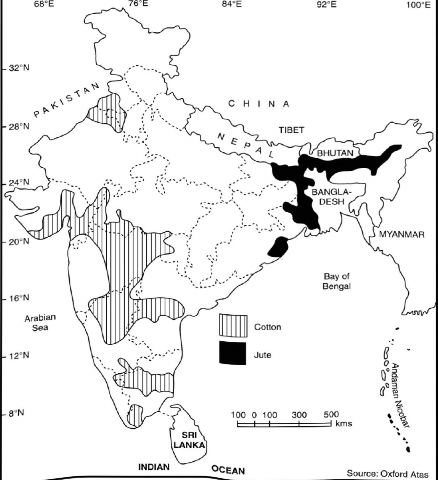 68°E 76°E 84°E 92°E 100°E
32°N
PAKISTAN
CHINA
TIBET
28°N
NEPAL
BHUTAN
24°N
BANGLA-
DESH
MYANMAR
20°N
Bay of
Bengal
16°N
Arabian
Sea
Cotton
12°N
Jute
Andaman Nicobar
8°N
100 0 100 300 500
kms
SRI
LANKA
INDIAN OCEAN
Source: Oxford Atas